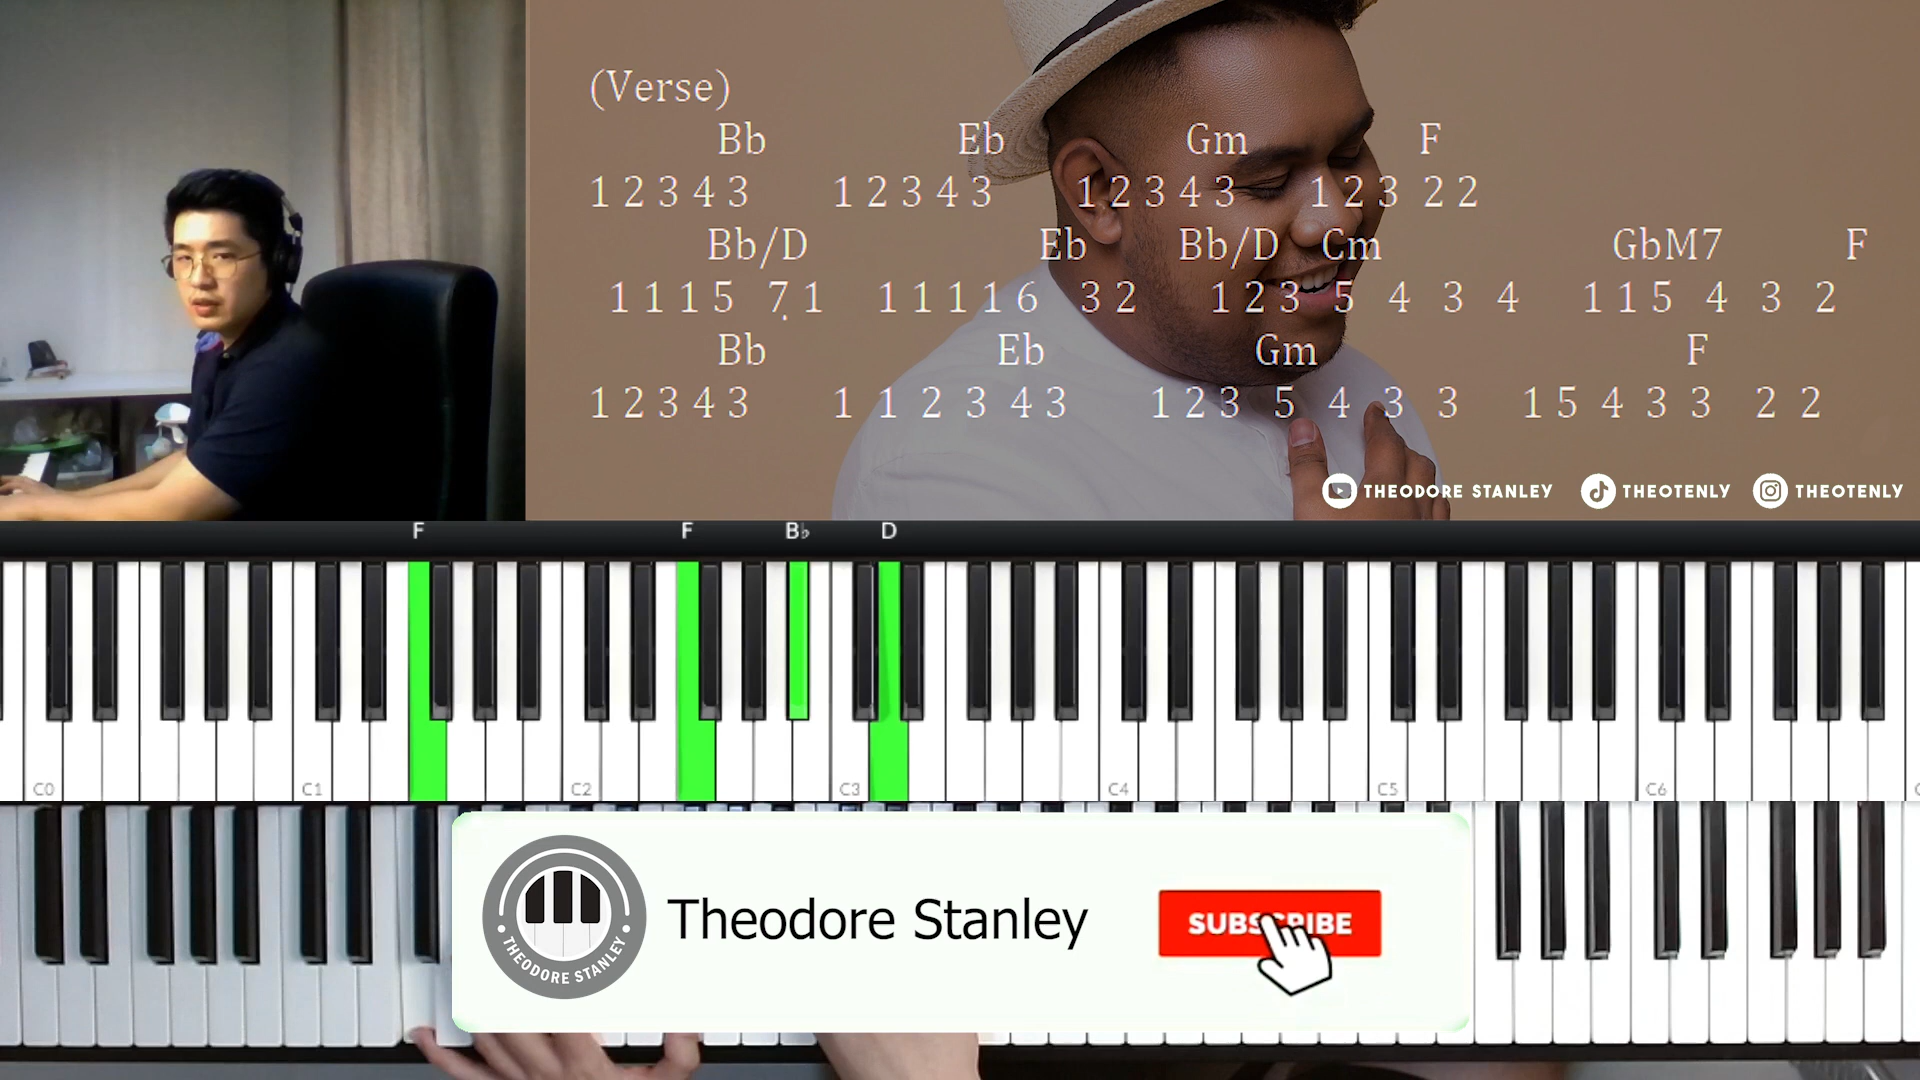 (Verse)
Bb Eb Gm F
1 2 3 4 3 1 2 3 4 3 1 2 3 4 3 1 2 3 2 2
Bb/D Eb Bb/D Cm GbM7 F
1 1 1 5 7̣ 1 1 1 1 1 6 3 2 1 2 3 5 4 3 4 1 1 5 4 3 2
Bb Eb Gm F
1 2 3 4 3 1 1 2 3 4 3 1 2 3 5 4 3 3 1 5 4 3 3 2 2
THEODORE STANLEY THEOTENLY THEOTENLY
F F B♭ D
C0 C1 C2 C3 C4 C5 C6
THEODORE STANLEY
Theodore Stanley
SUBSCRIBE